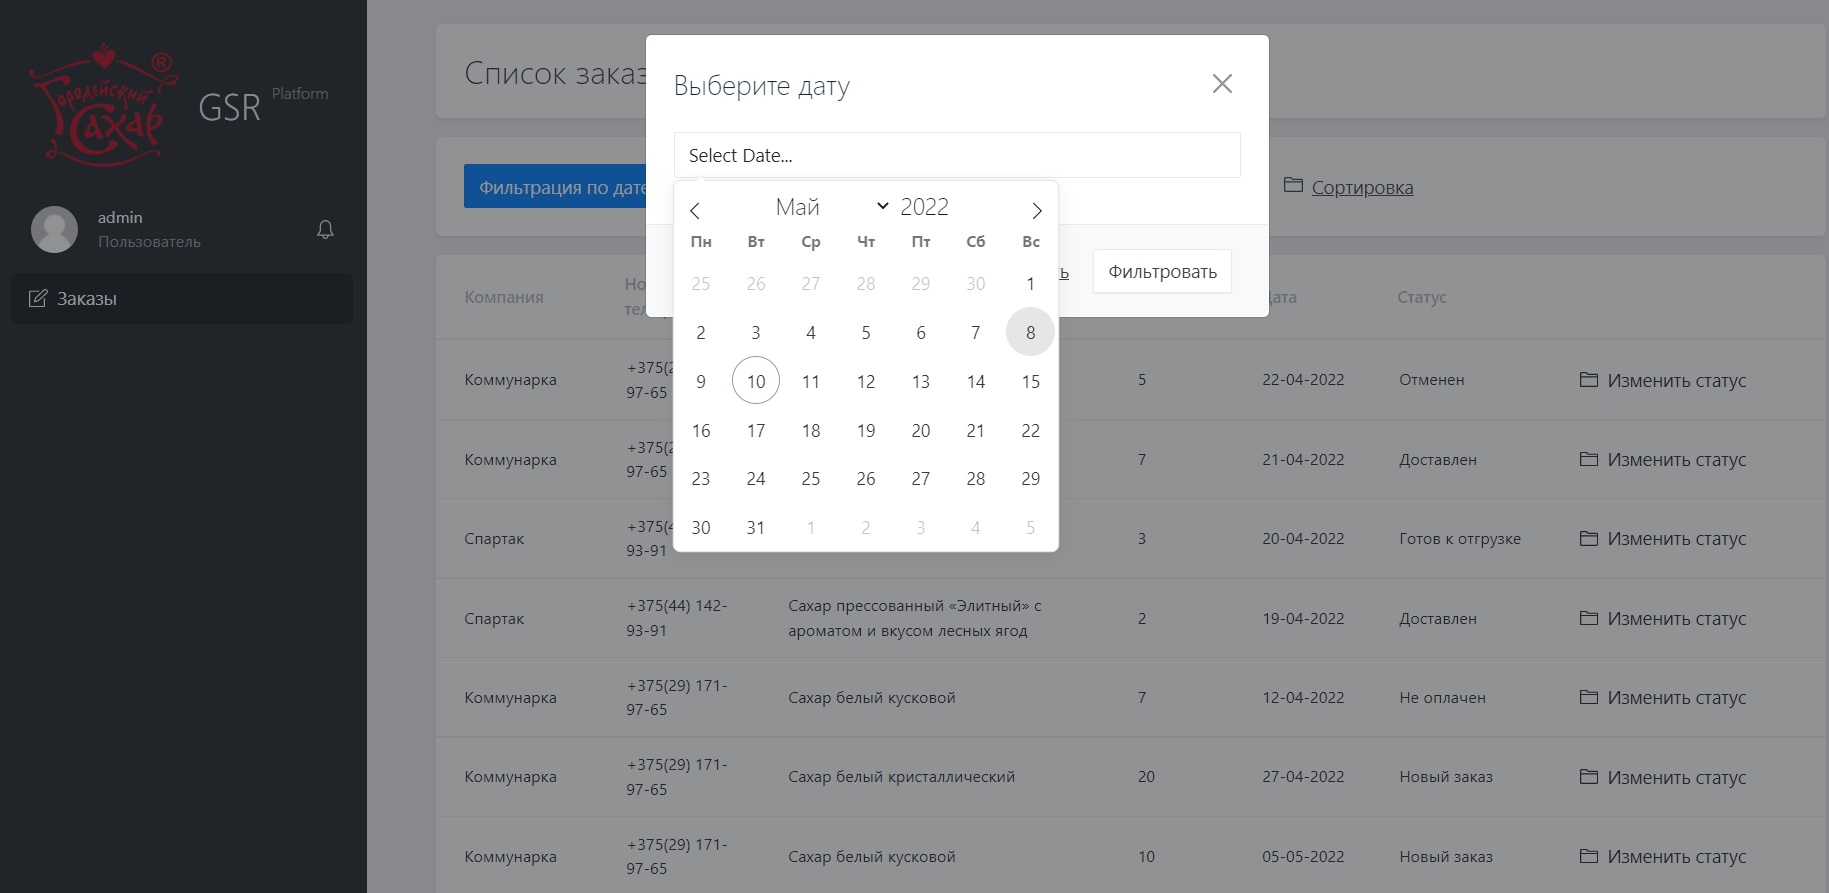 Городейский
Сахар
®
GSR Platform
admin
Пользователь
Заказы
Список заказ
Фильтрация по дате
Сортировка
Выберите дату
Select Date...
Май 2022
Пн Вт Ср Чт Пт Сб Вс
25 26 27 28 29 30 1
2 3 4 5 6 7 8
9 10 11 12 13 14 15
16 17 18 19 20 21 22
23 24 25 26 27 28 29
30 31 1 2 3 4 5
ть
Фильтровать
Компания
Но
тел
Дата
Статус
Коммунарка +375(2
97-65
5 22-04-2022 Отменен Изменить статус
Коммунарка +375(2
97-65
7 21-04-2022 Доставлен Изменить статус
Спартак +375(4
93-91
3 20-04-2022 Готов к отгрузке Изменить статус
Спартак +375(44) 142-
93-91
Сахар прессованный «Элитный» с
ароматом и вкусом лесных ягод
2 19-04-2022 Доставлен Изменить статус
Коммунарка +375(29) 171-
97-65
Сахар белый кусковой 7 12-04-2022 Не оплачен Изменить статус
Коммунарка +375(29) 171-
97-65
Сахар белый кристаллический 20 27-04-2022 Новый заказ Изменить статус
Коммунарка +375(29) 171-
97-65
Сахар белый кусковой 10 05-05-2022 Новый заказ Изменить статус